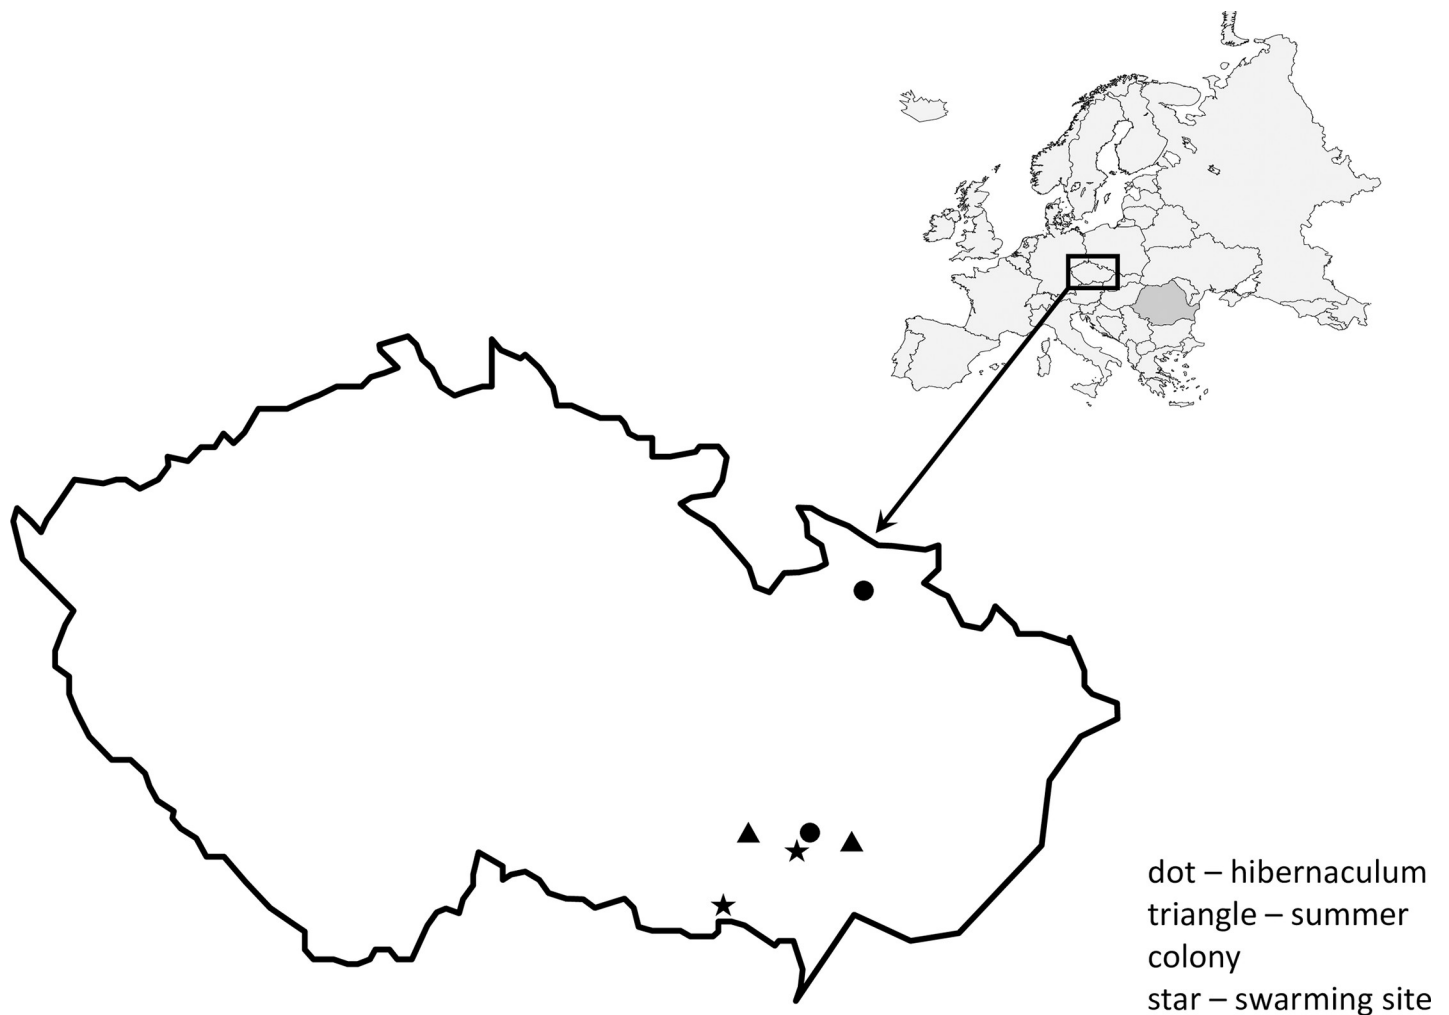 dot – hibernaculum
triangle – summer
colony
star – swarming site